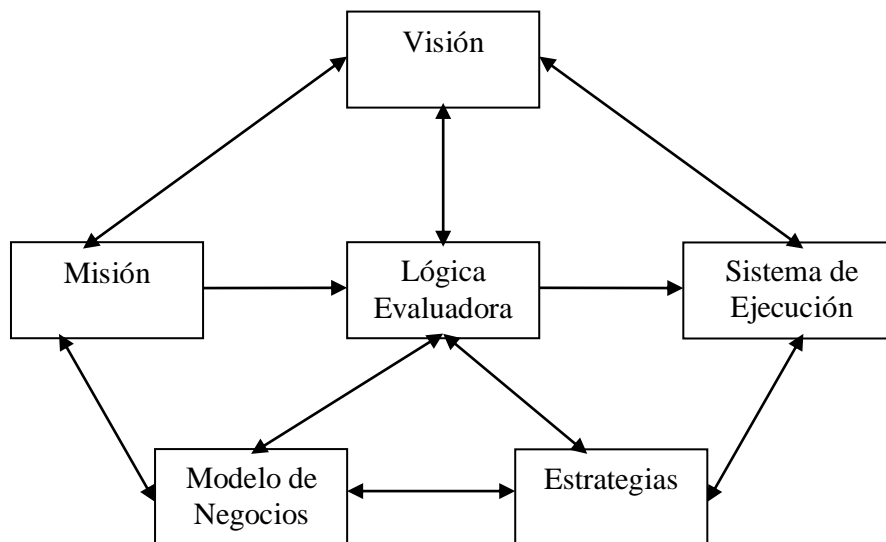 Visión
Misión
Lógica
Evaluadora
Sistema de
Ejecución
Modelo de
Negocios
Estrategias